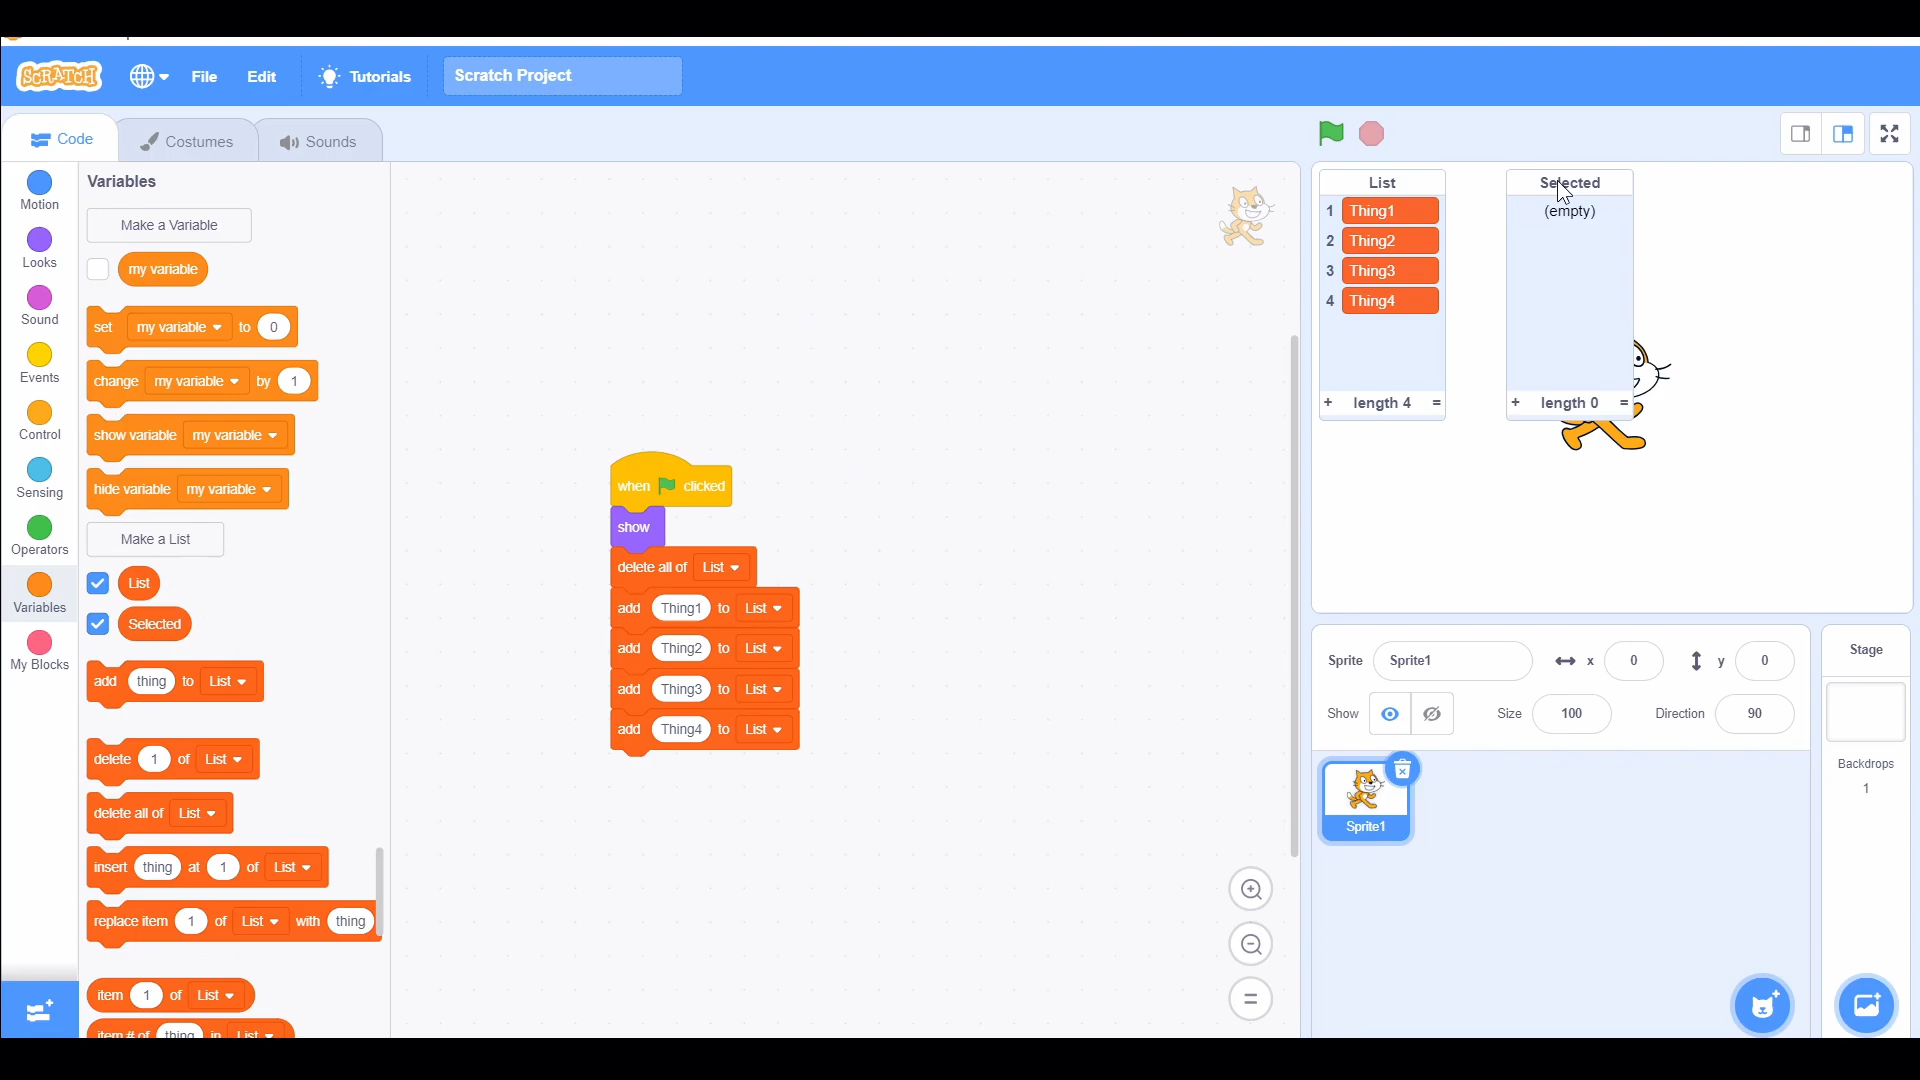 SCRATCH
File
Edit
Tutorials
Scratch Project
Code
Costumes
Sounds
Motion
Looks
Sound
Events
Control
Sensing
Operators
Variables
My Blocks
Variables
Make a Variable
my variable
set my variable to 0
change my variable by 1
show variable my variable
hide variable my variable
Make a List
List
Selected
add thing to List
delete 1 of List
delete all of List
insert thing at 1 of List
replace item 1 of List with thing
item 1 of List
item # of thing in List
when clicked
show
delete all of List
add Thing1 to List
add Thing2 to List
add Thing3 to List
add Thing4 to List
List
1 Thing1
2 Thing2
3 Thing3
4 Thing4
+ length 4 =
Selected
(empty)
+ length 0 =
Sprite Sprite1 x 0 y 0
Show Size 100 Direction 90
Sprite1
Stage
Backdrops
1